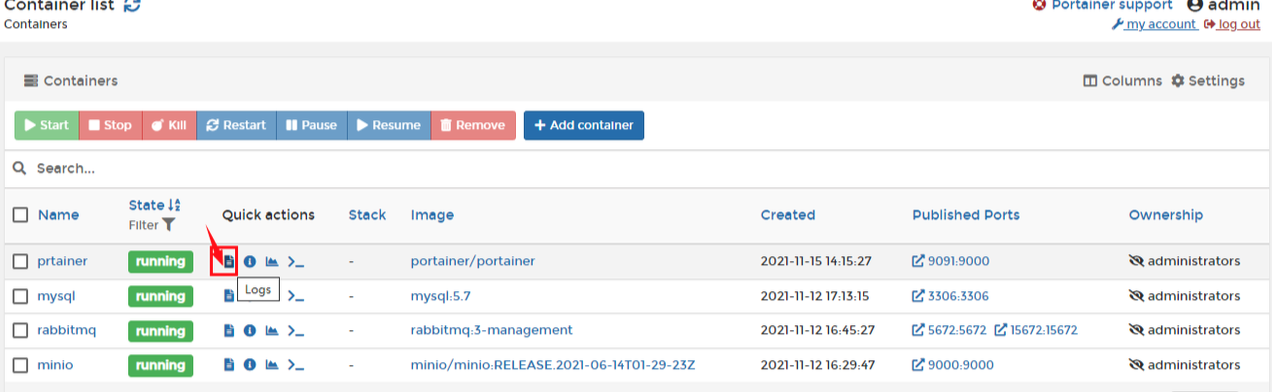 Container list
Portainer support admin
Containers
my account log out
Containers
Columns Settings
Start Stop Kill Restart Pause Resume Remove + Add container
Search...
Name State Filter Quick actions Stack Image Created Published Ports Ownership
prtainer running - portainer/portainer 2021-11-15 14:15:27 9091:9000 administrators
Logs
mysql running - mysql:5.7 2021-11-12 17:13:15 3306:3306 administrators
rabbitmq running - rabbitmq:3-management 2021-11-12 16:45:27 5672:5672 15672:15672 administrators
minio running - minio/minio:RELEASE.2021-06-14T01-29-23Z 2021-11-12 16:29:47 9000:9000 administrators